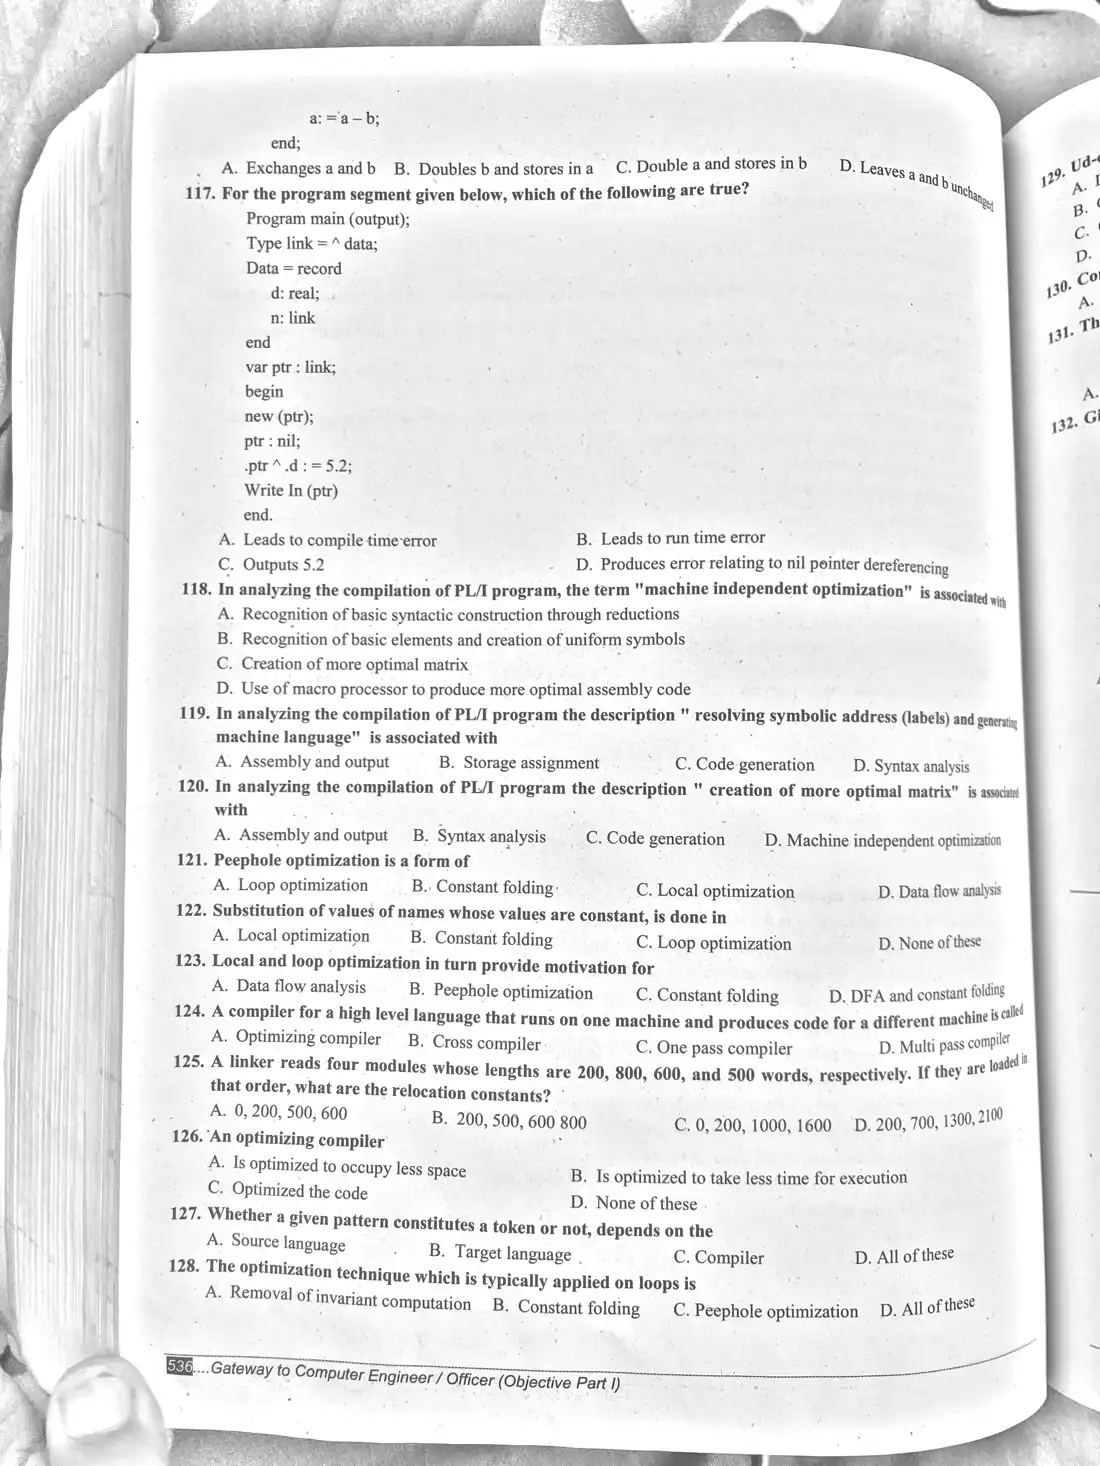 a: = a – b;
end;
A. Exchanges a and b B. Doubles b and stores in a C. Double a and stores in b D. Leaves a and b unchanged
117. For the program segment given below, which of the following are true?
Program main (output);
Type link = ^ data;
Data = record
d: real;
n: link
end
var ptr : link;
begin
new (ptr);
ptr : nil;
.ptr ^ .d : = 5.2;
Write In (ptr)
end.
A. Leads to compile time error B. Leads to run time error
C. Outputs 5.2 D. Produces error relating to nil pointer dereferencing
118. In analyzing the compilation of PL/I program, the term "machine independent optimization" is associated with
A. Recognition of basic syntactic construction through reductions
B. Recognition of basic elements and creation of uniform symbols
C. Creation of more optimal matrix
D. Use of macro processor to produce more optimal assembly code
119. In analyzing the compilation of PL/I program the description " resolving symbolic address (labels) and generating
machine language" is associated with
A. Assembly and output B. Storage assignment C. Code generation D. Syntax analysis
120. In analyzing the compilation of PL/I program the description " creation of more optimal matrix" is associated
with
A. Assembly and output B. Syntax analysis C. Code generation D. Machine independent optimization
121. Peephole optimization is a form of
A. Loop optimization B. Constant folding C. Local optimization D. Data flow analysis
122. Substitution of values of names whose values are constant, is done in
A. Local optimization B. Constant folding C. Loop optimization D. None of these
123. Local and loop optimization in turn provide motivation for
A. Data flow analysis B. Peephole optimization C. Constant folding D. DFA and constant folding
124. A compiler for a high level language that runs on one machine and produces code for a different machine is called
A. Optimizing compiler B. Cross compiler C. One pass compiler D. Multi pass compiler
125. A linker reads four modules whose lengths are 200, 800, 600, and 500 words, respectively. If they are loaded in
that order, what are the relocation constants?
A. 0, 200, 500, 600 B. 200, 500, 600 800 C. 0, 200, 1000, 1600 D. 200, 700, 1300, 2100
126. An optimizing compiler
A. Is optimized to occupy less space B. Is optimized to take less time for execution
C. Optimized the code D. None of these
127. Whether a given pattern constitutes a token or not, depends on the
A. Source language B. Target language C. Compiler D. All of these
128. The optimization technique which is typically applied on loops is
A. Removal of invariant computation B. Constant folding C. Peephole optimization D. All of these
536....Gateway to Computer Engineer / Officer (Objective Part I)
129. Ud-
A.
B.
C.
D.
130.
A.
131.
A.
132.